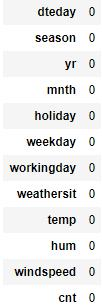 dteday 0
season 0
yr 0
mnth 0
holiday 0
weekday 0
workingday 0
weathersit 0
temp 0
hum 0
windspeed 0
cnt 0